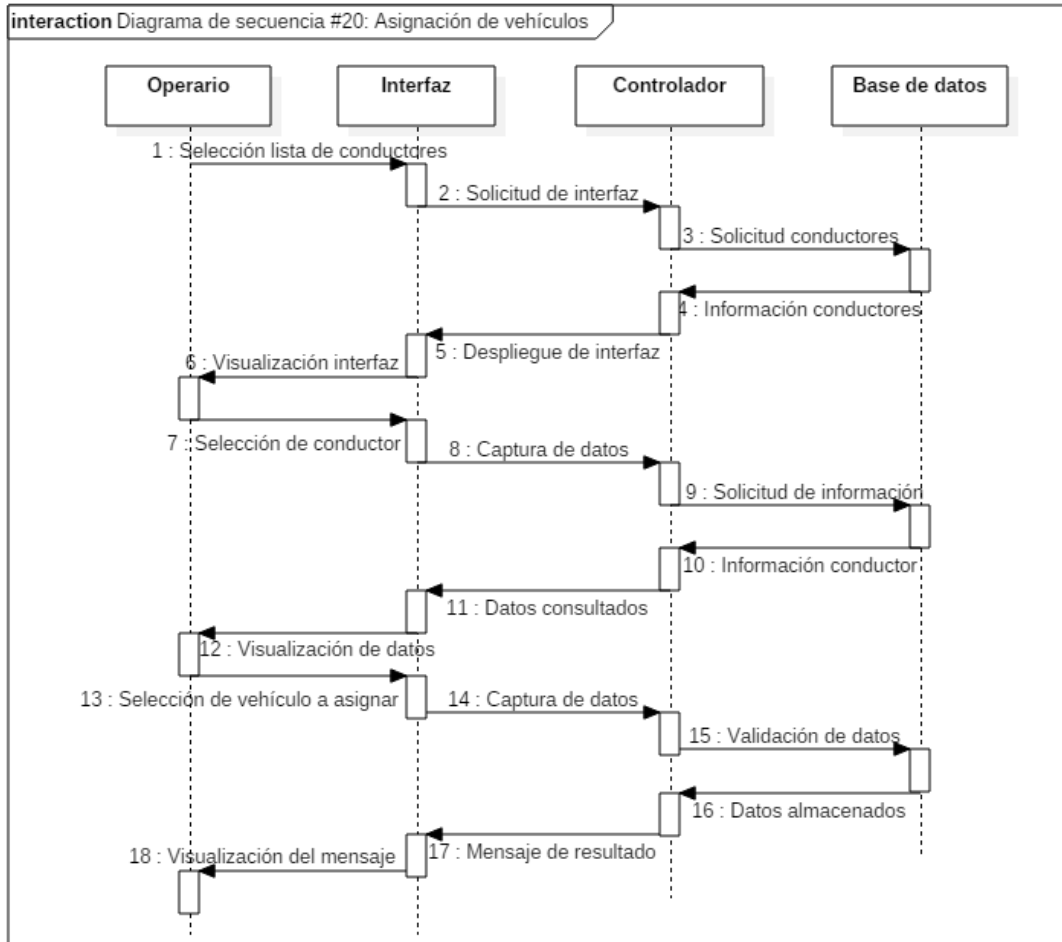 interaction Diagrama de secuencia #20: Asignación de vehículos
Operario
Interfaz
Controlador
Base de datos
1 : Selección lista de conductores
2 : Solicitud de interfaz
3 : Solicitud conductores
4 : Información conductores
5 : Despliegue de interfaz
6 : Visualización interfaz
7 : Selección de conductor
8 : Captura de datos
9 : Solicitud de información
10 : Información conductor
11 : Datos consultados
12 : Visualización de datos
13 : Selección de vehículo a asignar
14 : Captura de datos
15 : Validación de datos
16 : Datos almacenados
17 : Mensaje de resultado
18 : Visualización del mensaje